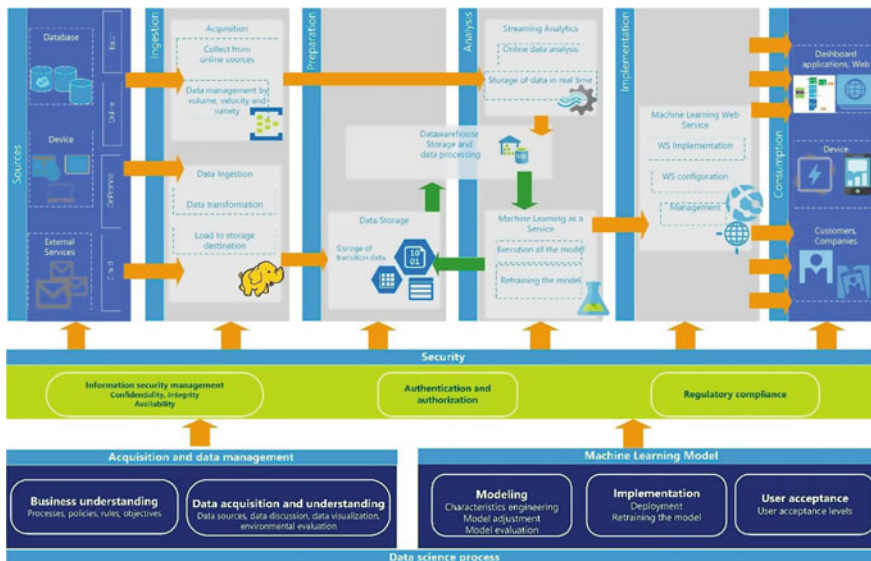 Sources
Database
Device
External
Services
Batch
Online
Cloud
Ingestion
Acquisition
Collect from
online sources
Data management by
volume, velocity and
variety
Data Ingestion
Data transformation
Load to storage
destination
Preparation
Datawarehouse
Storage and
data processing
Data Storage
Storage of
transition data
10
01
Analysis
Streaming Analytics
Online data analysis
Storage of data in real time
Machine Learning as a
Service
Execution of the model
Retraining the model
Implementation
Machine Learning Web
Service
WS Implementation
WS configuration
Management
Consumption
Dashboard
applications, Web
Device
Customers,
Companies
Security
Information security management
Confidenciality, Integrity
Availability
Authentication and
authorization
Regulatory compliance
Acquisition and data management
Business understanding
Processes, policies, rules, objectives
Data acquisition and understanding
Data sources, data discussion, data visualization,
environmental evaluation
Machine Learning Model
Modeling
Characteristics engineering
Model adjustment
Model evaluation
Implementation
Deployment
Retraining the model
User acceptance
User acceptance levels
Data science process